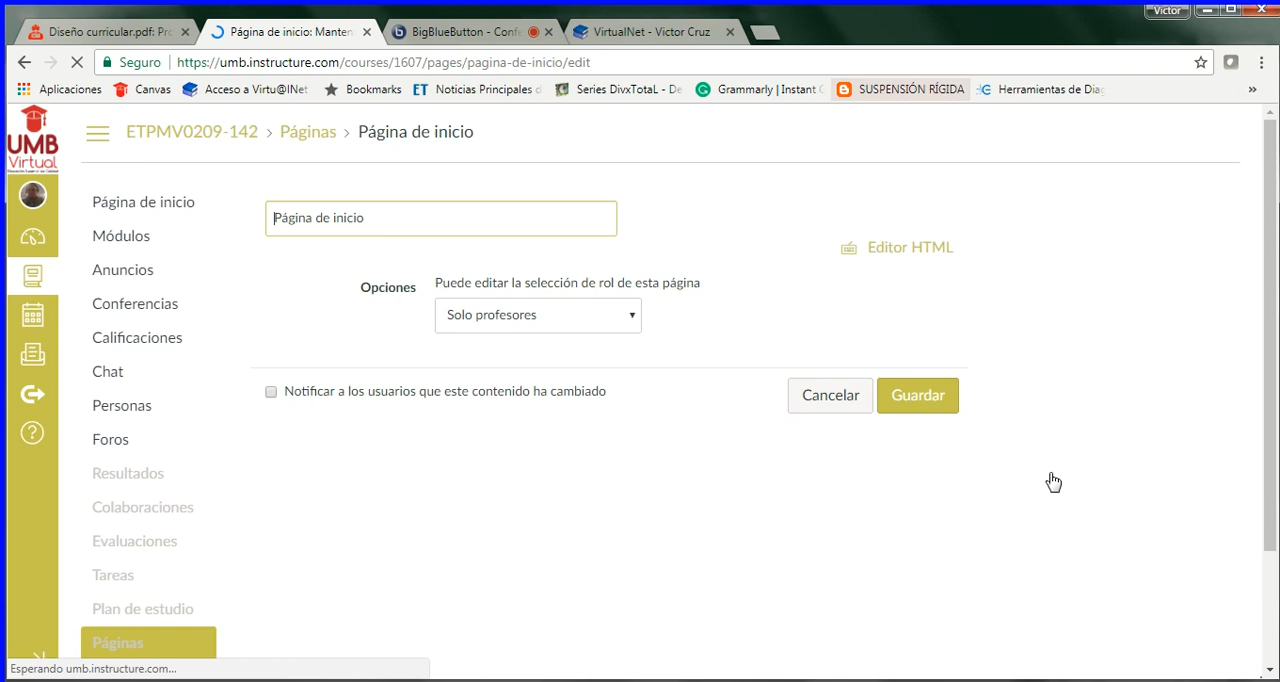 Victor
Diseño curricular.pdf: Pro
Página de inicio: Manten
BigBlueButton - Confe
VirtualNet - Victor Cruz
Seguro
https://umb.instructure.com/courses/1607/pages/pagina-de-inicio/edit
Aplicaciones
Canvas
Acceso a Virtu@lNet
Bookmarks
Noticias Principales d
Series DivxTotaL - De
Grammarly | Instant G
SUSPENSIÓN RÍGIDA
Herramientas de Diag
»
UMB
Virtual
ETPMV0209-142 > Páginas > Página de inicio
Página de inicio
Módulos
Anuncios
Conferencias
Calificaciones
Chat
Personas
Foros
Resultados
Colaboraciones
Evaluaciones
Tareas
Plan de estudio
Páginas
Página de inicio
Editor HTML
Opciones
Puede editar la selección de rol de esta página
Solo profesores
Notificar a los usuarios que este contenido ha cambiado
Cancelar
Guardar
Esperando umb.instructure.com...